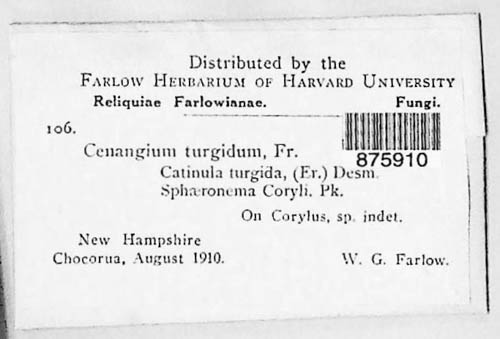 Distributed by the
FARLOW HERBARIUM OF HARVARD UNIVERSITY
Reliquiae Farlowianae. Fungi.
106.
875910
Cenangium turgidum, Fr.
Catinula turgida, (Fr.) Desm.
Sphæronema Coryli. Pk.
On Corylus, sp. indet.
New Hampshire
Chocorua, August 1910. W. G. Farlow.